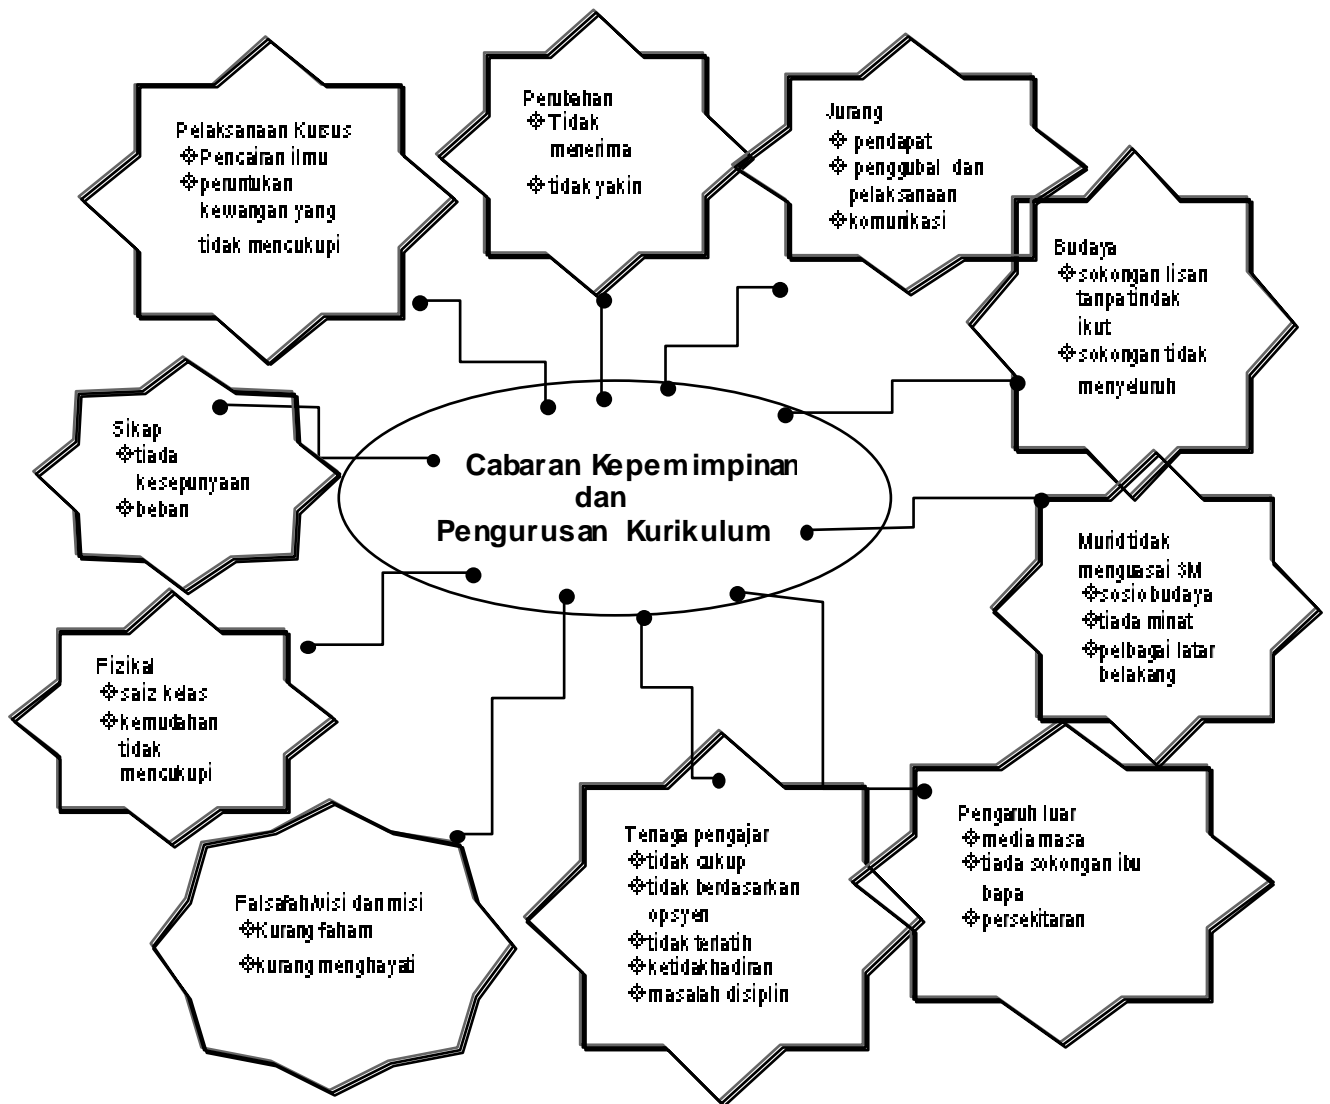 Pelaksanaan Kursus
Pencairan ilmu
peruntukan
kewangan yang
tidak mencukupi
Perubahan
Tidak
menerima
tidak yakin
Jurang
pendapat
penggubal dan
pelaksanaan
komunikasi
Budaya
sokongan lisan
tanpa tindak
ikut
sokongan tidak
menyeluruh
Sikap
tiada
kesepunyaan
beban
Cabaran Kepemimpinan
dan
Pengurusan Kurikulum
Murid tidak
menguasai 3M
sosio budaya
tiada minat
pelbagai latar
belakang
Fizikal
saiz kelas
kemudahan
tidak
mencukupi
Tenaga pengajar
tidak cukup
tidak berdasarkan
opsyen
tidak terlatih
ketidakhadiran
masalah disiplin
Pengaruh luar
media masa
tiada sokongan ibu
bapa
persekitaran
Falsafah/visi dan misi
Kurang faham
kurang menghayati